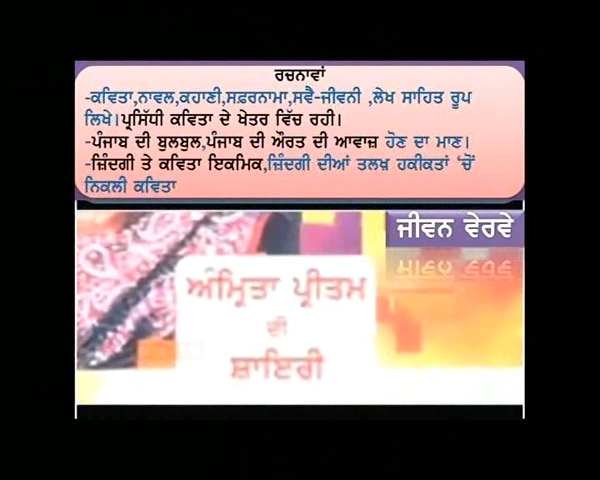 ਰਚਨਾਵਾਂ
-ਕਵਿਤਾ,ਨਾਵਲ,ਕਹਾਣੀ,ਸਫ਼ਰਨਾਮਾ,ਸਵੈ-ਜੀਵਨੀ ,ਲੇਖ ਸਾਹਿਤ ਰੂਪ
ਲਿਖੇ।ਪ੍ਰਸਿੱਧੀ ਕਵਿਤਾ ਦੇ ਖੇਤਰ ਵਿੱਚ ਰਹੀ।
-ਪੰਜਾਬ ਦੀ ਬੁਲਬੁਲ,ਪੰਜਾਬ ਦੀ ਔਰਤ ਦੀ ਆਵਾਜ਼ ਹੋਣ ਦਾ ਮਾਣ।
-ਜ਼ਿੰਦਗੀ ਤੇ ਕਵਿਤਾ ਇਕਮਿਕ,ਜ਼ਿੰਦਗੀ ਦੀਆਂ ਤਲਖ਼ ਹਕੀਕਤਾਂ ‘ਚੋਂ
ਨਿਕਲੀ ਕਵਿਤਾ
ਜੀਵਨ ਵੇਰਵੇ
ਅੰਮ੍ਰਿਤਾ ਪ੍ਰੀਤਮ
ਦੀ
ਸ਼ਾਇਰੀ